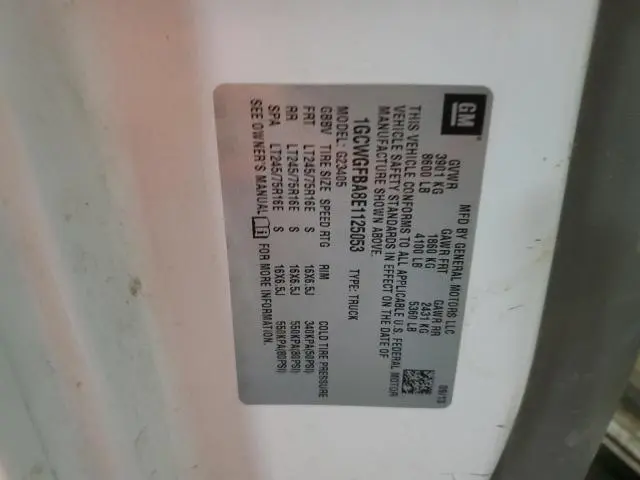 GM
MFD BY GENERAL MOTORS LLC 09/13
GVWR GAWR FRT GAWR RR
3901 KG 1860 KG 2431 KG
8600 LB 4100 LB 5360 LB
THIS VEHICLE CONFORMS TO ALL APPLICABLE U.S. FEDERAL MOTOR
VEHICLE SAFETY STANDARDS IN EFFECT ON THE DATE OF
MANUFACTURE SHOWN ABOVE.
1GCWGFBA8E1125053 TYPE: TRUCK
MODEL: G23405
GBBV TIRE SIZE SPEED RTG RIM COLD TIRE PRESSURE
FRT LT245/75R16E S 16X6.5J 340KPA(50PSI)
RR LT245/75R16E S 16X6.5J 550KPA(80PSI)
SPA LT245/75R16E S 16X6.5J 550KPA(80PSI)
SEE OWNER'S MANUAL FOR MORE INFORMATION.